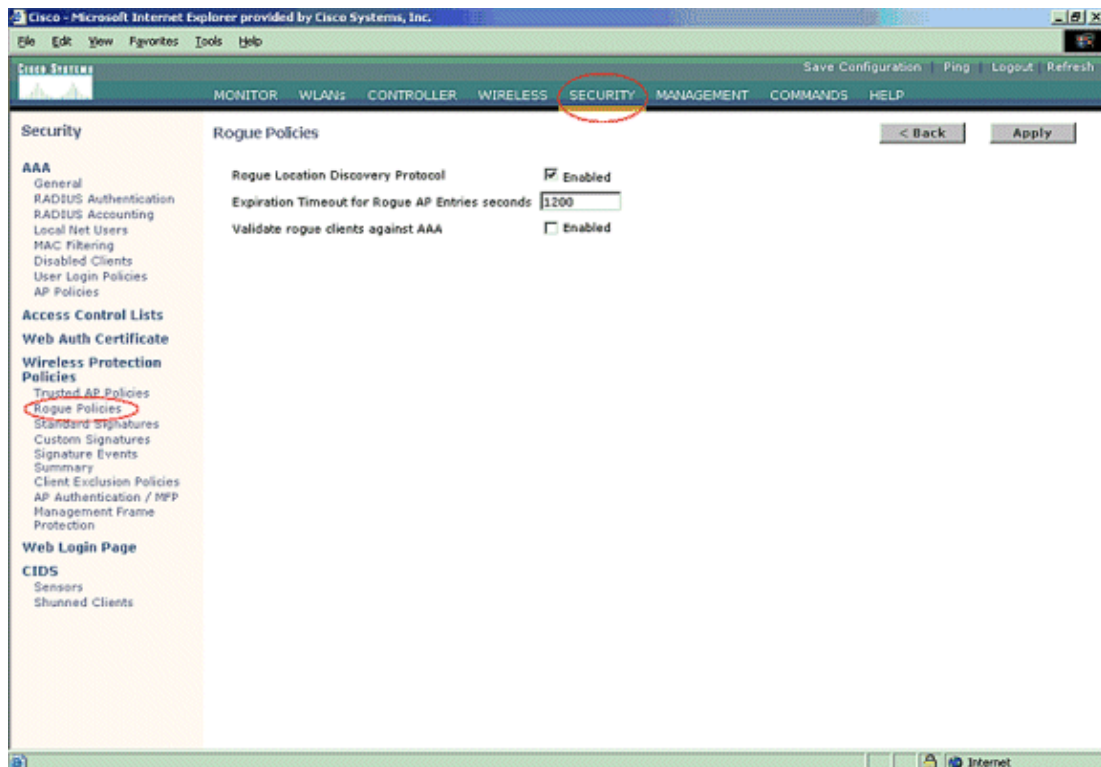 Cisco - Microsoft Internet Explorer provided by Cisco Systems, Inc.
File Edit View Favorites Tools Help
Cisco Systems
Save Configuration | Ping | Logout | Refresh
MONITOR WLANs CONTROLLER WIRELESS SECURITY MANAGEMENT COMMANDS HELP
Security
AAA
General
RADIUS Authentication
RADIUS Accounting
Local Net Users
MAC Filtering
Disabled Clients
User Login Policies
AP Policies
Access Control Lists
Web Auth Certificate
Wireless Protection
Policies
Trusted AP Policies
Rogue Policies
Standard Signatures
Custom Signatures
Signature Events
Summary
Client Exclusion Policies
AP Authentication / MFP
Management Frame
Protection
Web Login Page
CIDS
Sensors
Shunned Clients
Rogue Policies
< Back Apply
Rogue Location Discovery Protocol Enabled
Expiration Timeout for Rogue AP Entries seconds 1200
Validate rogue clients against AAA Enabled
Internet